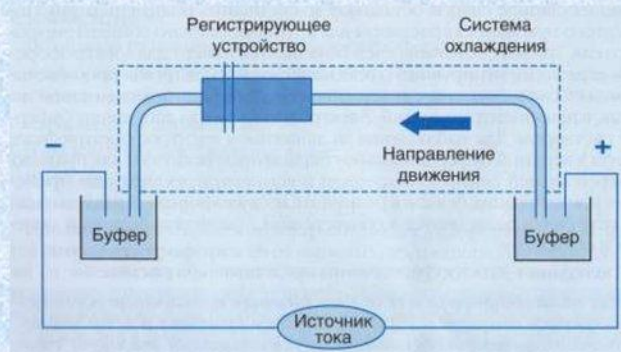 Регистрирующее
устройство
Система
охлаждения
Направление
движения
–
+
Буфер
Буфер
Источник
тока